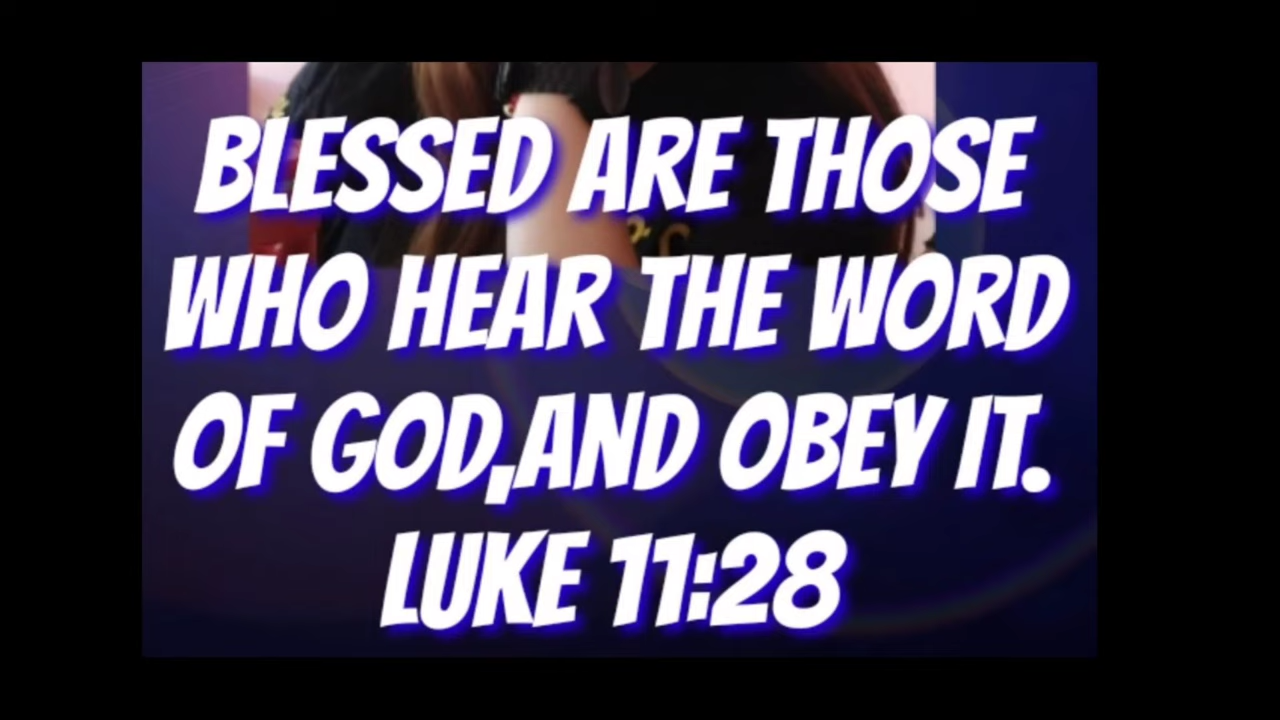 BLESSED ARE THOSE
WHO HEAR THE WORD
OF GOD,AND OBEY IT.
LUKE 11:28